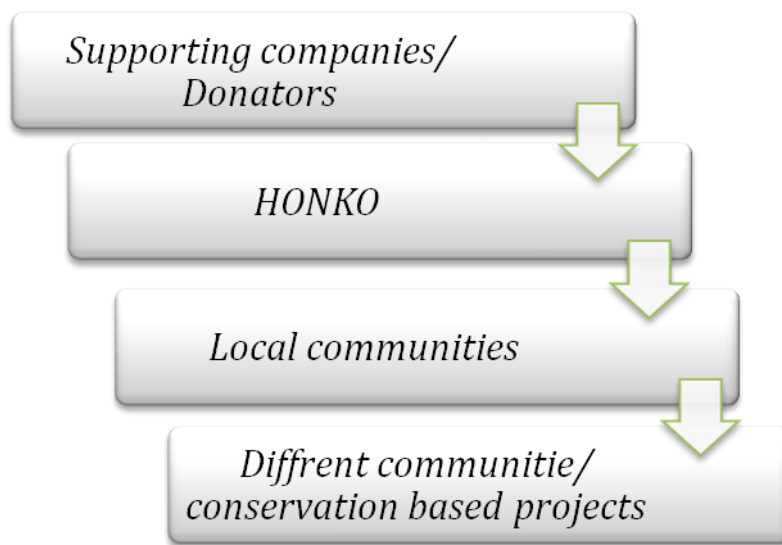 Supporting companies/
Donators
HONKO
Local communities
Diffrent communitie/
conservation based projects